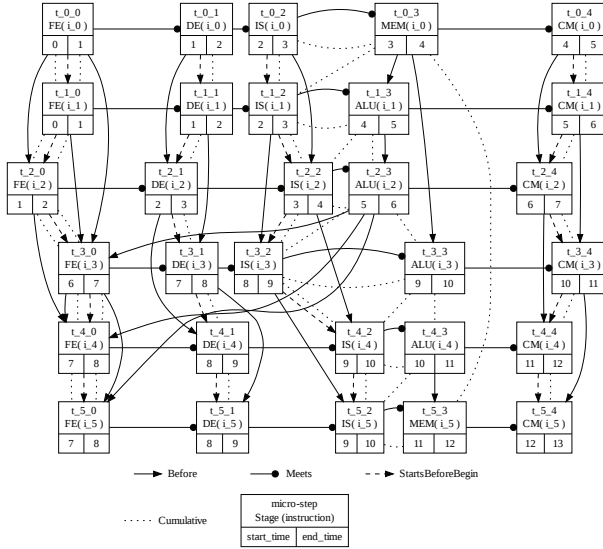 t_0_0 t_0_1 t_0_2 t_0_3 t_0_4
FE( i_0 ) DE( i_0 ) IS( i_0 ) MEM( i_0 ) CM( i_0 )
0 1 1 2 2 3 3 4 4 5
t_1_0 t_1_1 t_1_2 t_1_3 t_1_4
FE( i_1 ) DE( i_1 ) IS( i_1 ) ALU( i_1 ) CM( i_1 )
0 1 1 2 2 3 4 5 5 6
t_2_0 t_2_1 t_2_2 t_2_3 t_2_4
FE( i_2 ) DE( i_2 ) IS( i_2 ) ALU( i_2 ) CM( i_2 )
1 2 2 3 3 4 5 6 6 7
t_3_0 t_3_1 t_3_2 t_3_3 t_3_4
FE( i_3 ) DE( i_3 ) IS( i_3 ) ALU( i_3 ) CM( i_3 )
6 7 7 8 8 9 9 10 10 11
t_4_0 t_4_1 t_4_2 t_4_3 t_4_4
FE( i_4 ) DE( i_4 ) IS( i_4 ) ALU( i_4 ) CM( i_4 )
7 8 8 9 9 10 10 11 11 12
t_5_0 t_5_1 t_5_2 t_5_3 t_5_4
FE( i_5 ) DE( i_5 ) IS( i_5 ) MEM( i_5 ) CM( i_5 )
7 8 8 9 9 10 11 12 12 13
Before Meets StartsBeforeBegin
Cumulative
micro-step
Stage (instruction)
start_time end_time